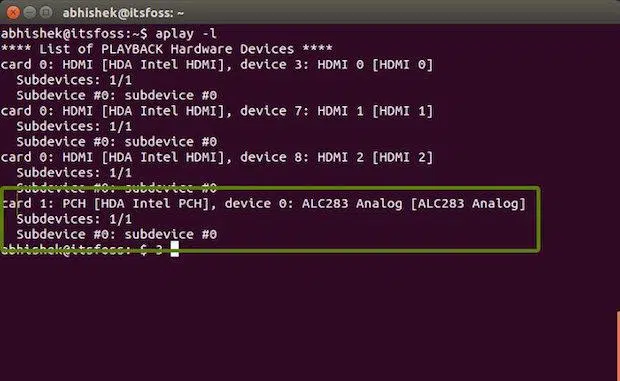 abhishek@itsfoss: ~
abhishek@itsfoss:~$ aplay -l
**** List of PLAYBACK Hardware Devices ****
card 0: HDMI [HDA Intel HDMI], device 3: HDMI 0 [HDMI 0]
  Subdevices: 1/1
  Subdevice #0: subdevice #0
card 0: HDMI [HDA Intel HDMI], device 7: HDMI 1 [HDMI 1]
  Subdevices: 1/1
  Subdevice #0: subdevice #0
card 0: HDMI [HDA Intel HDMI], device 8: HDMI 2 [HDMI 2]
  Subdevices: 1/1
  Subdevice #0: subdevice #0
card 1: PCH [HDA Intel PCH], device 0: ALC283 Analog [ALC283 Analog]
  Subdevices: 1/1
  Subdevice #0: subdevice #0
abhishek@itsfoss:~$ 3